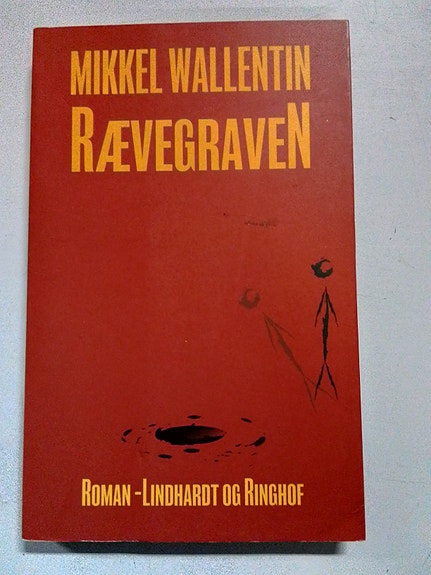 MIKKEL WALLENTIN
RÆVEGRAVEN
ROMAN -LINDHARDT OG RINGHOF